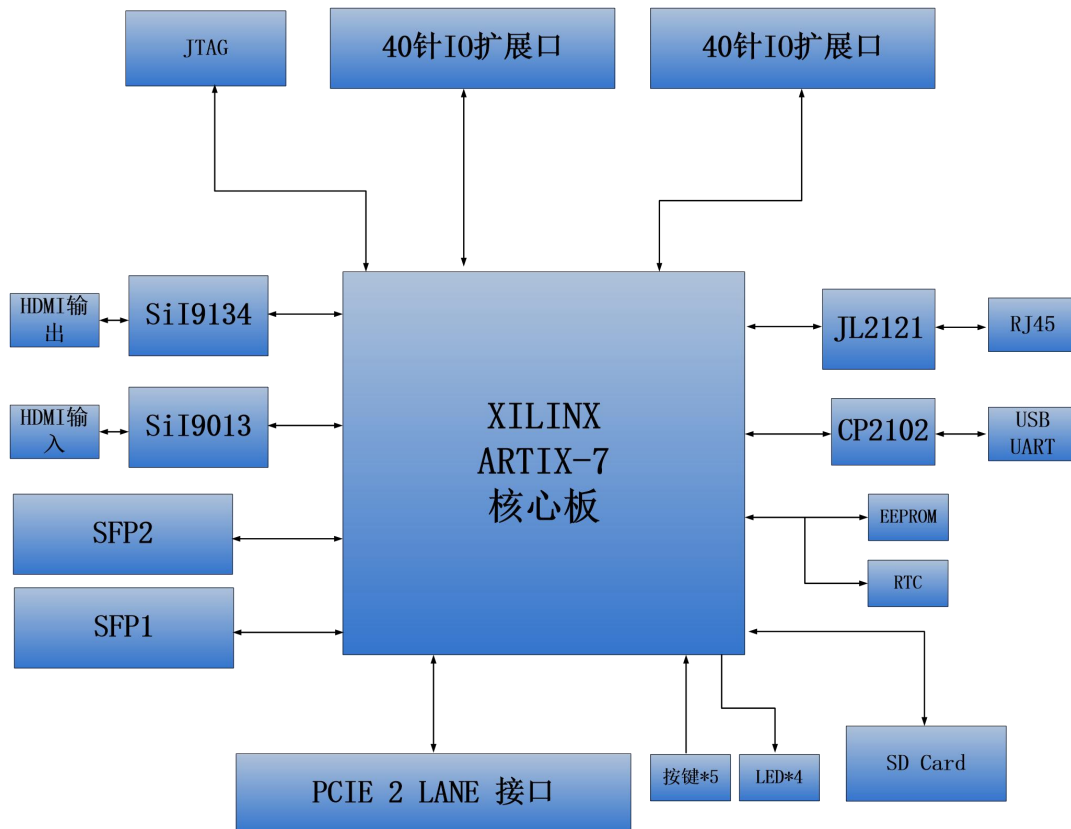 JTAG
40针IO扩展口
40针IO扩展口
HDMI输
出
SiI9134
JL2121
RJ45
HDMI输
入
SiI9013
XILINX
ARTIX-7
核心板
CP2102
USB
UART
SFP2
EEPROM
RTC
SFP1
PCIE 2 LANE 接口
按键*5
LED*4
SD Card